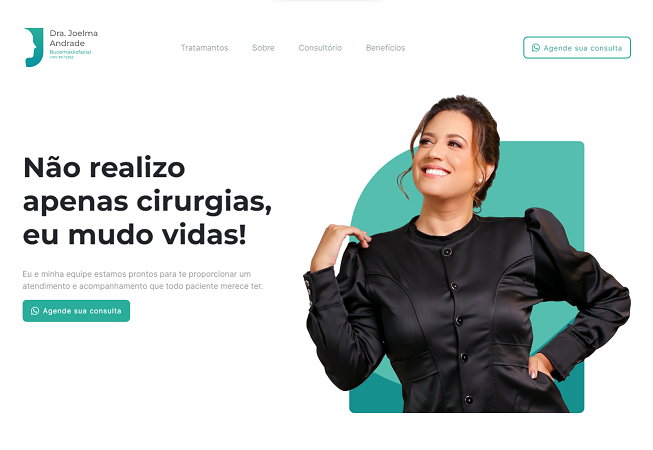 Dra. Joelma
Andrade
Bucomaxilofacial
Tratamentos
Sobre
Consultório
Benefícios
Agende sua consulta
Não realizo
apenas cirurgias,
eu mudo vidas!
Eu e minha equipe estamos prontos para te proporcionar um
atendimento e acompanhamento que todo paciente merece ter.
Agende sua consulta